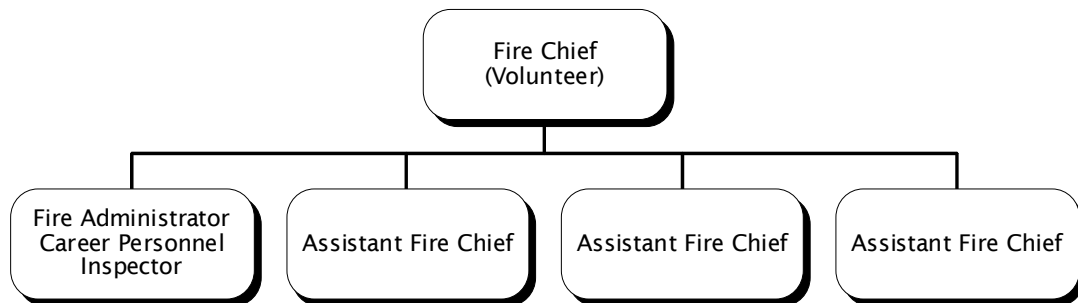 Fire Chief
(Volunteer)
Fire Administrator
Career Personnel
Inspector
Assistant Fire Chief
Assistant Fire Chief
Assistant Fire Chief